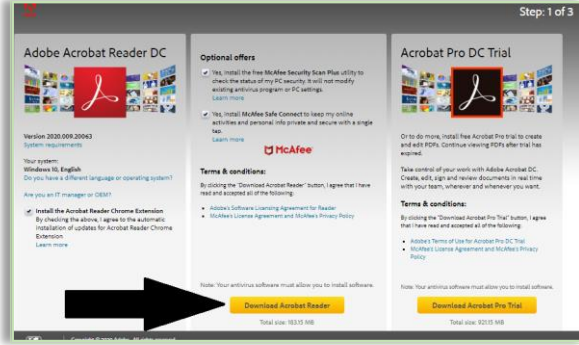 Step: 1 of 3
Adobe Acrobat Reader DC
Version 2020.009.20063
System requirements
Your system:
Windows 10, English
Do you have a different language or operating system?
Are you an IT manager or OEM?
Install the Acrobat Reader Chrome Extension
By checking the above, I agree to the automatic
installation of updates for Acrobat Reader Chrome
Extension
Learn more
Optional offers
Yes, install the free McAfee Security Scan Plus utility to
check the status of my PC security. It will not modify
existing antivirus program or PC settings.
Learn more
Yes, install McAfee Safe Connect to keep my online
activities and personal info private and secure with a single
tap.
Learn more
McAfee
Terms & conditions:
By clicking the "Download Acrobat Reader" button, I agree that I have
read and accepted all of the following:
Adobe's Software Licensing Agreement for Reader
McAfee's License Agreement and McAfee's Privacy Policy
Note: Your antivirus software must allow you to install software.
Download Acrobat Reader
Total size: 183.15 MB
Acrobat Pro DC Trial
Or to do more, install free Acrobat Pro trial to create
and edit PDFs. Continue viewing PDFs after trial has
expired.
Take control of your work with Adobe Acrobat DC.
Create, edit, sign and review documents in real time
with your team, wherever and whenever you want.
Terms & conditions:
By clicking the "Download Acrobat Pro Trial" button, I agree
that I have read and accepted all of the following:
Adobe's Terms of Use for Acrobat Pro DC Trial
McAfee's License Agreement and McAfee's Privacy
Policy
Note: Your antivirus software must allow you to install software.
Download Acrobat Pro Trial
Total size: 921.15 MB
Copyright © 2020 Adobe. All rights reserved.